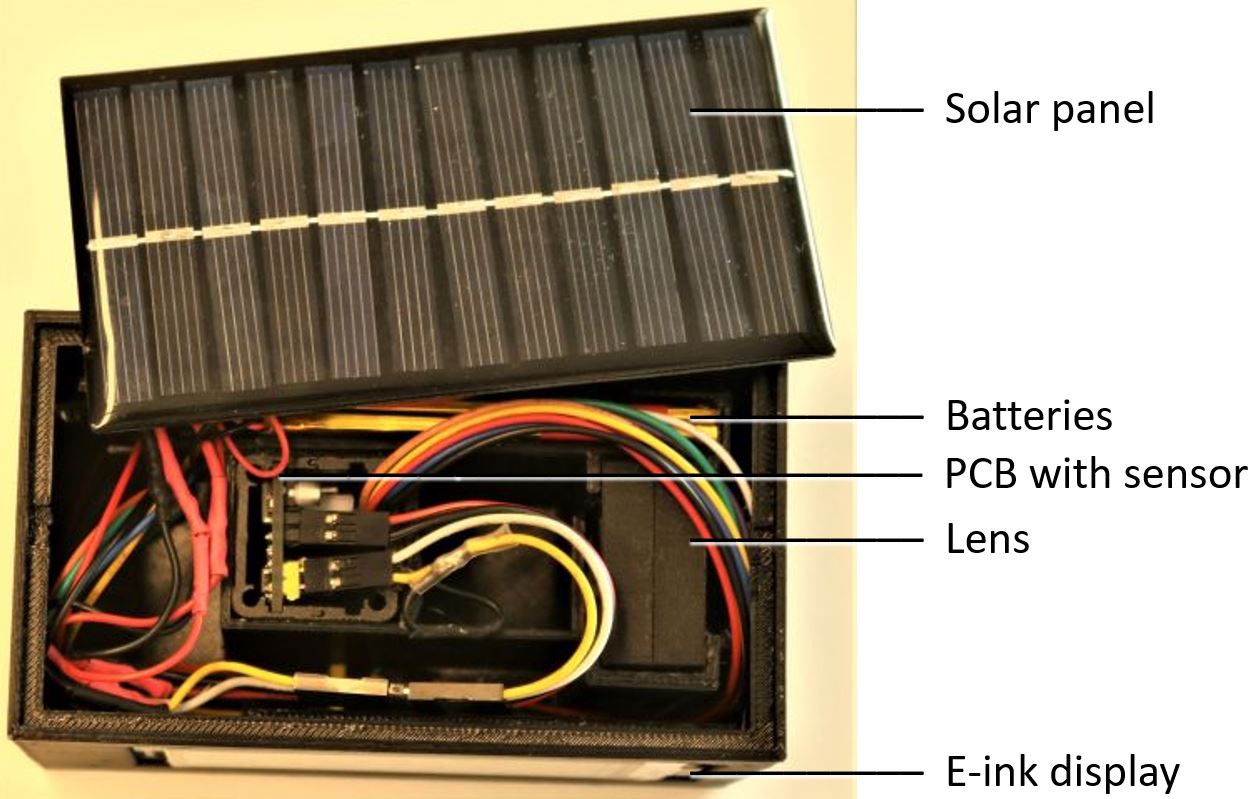 Solar panel
Batteries
PCB with sensor
Lens
E-ink display